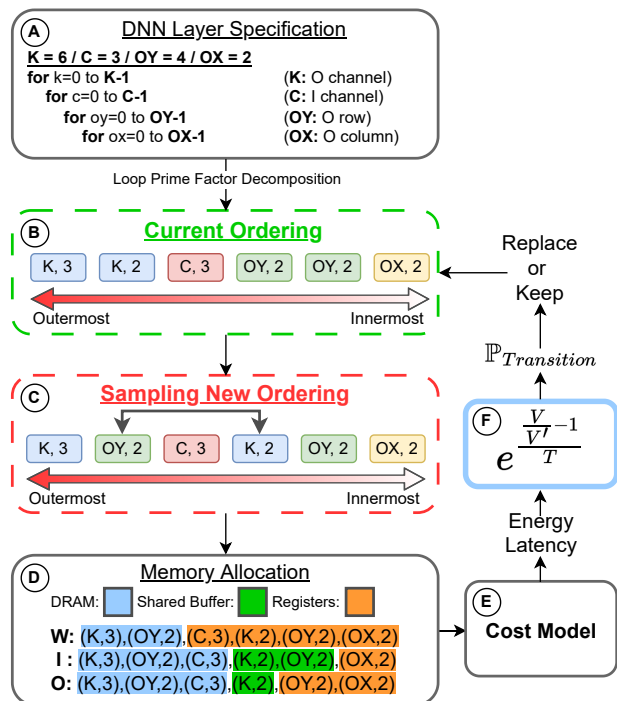 A
DNN Layer Specification
K = 6 / C = 3 / OY = 4 / OX = 2
for k=0 to K-1 (K: O channel)
for c=0 to C-1 (C: I channel)
for oy=0 to OY-1 (OY: O row)
for ox=0 to OX-1 (OX: O column)
Loop Prime Factor Decomposition
B
Current Ordering
K, 3 K, 2 C, 3 OY, 2 OY, 2 OX, 2
Outermost Innermost
C
Sampling New Ordering
K, 3 OY, 2 C, 3 K, 2 OY, 2 OX, 2
Outermost Innermost
D
Memory Allocation
DRAM: Shared Buffer: Registers:
W: (K,3),(OY,2),(C,3),(K,2),(OY,2),(OX,2)
I : (K,3),(OY,2),(C,3),(K,2),(OY,2),(OX,2)
O: (K,3),(OY,2),(C,3),(K,2),(OY,2),(OX,2)
E
Cost Model
Energy
Latency
F
e^{\frac{\frac{V}{V'}-1}{T}}
ℙ_{Transition}
Replace
or
Keep